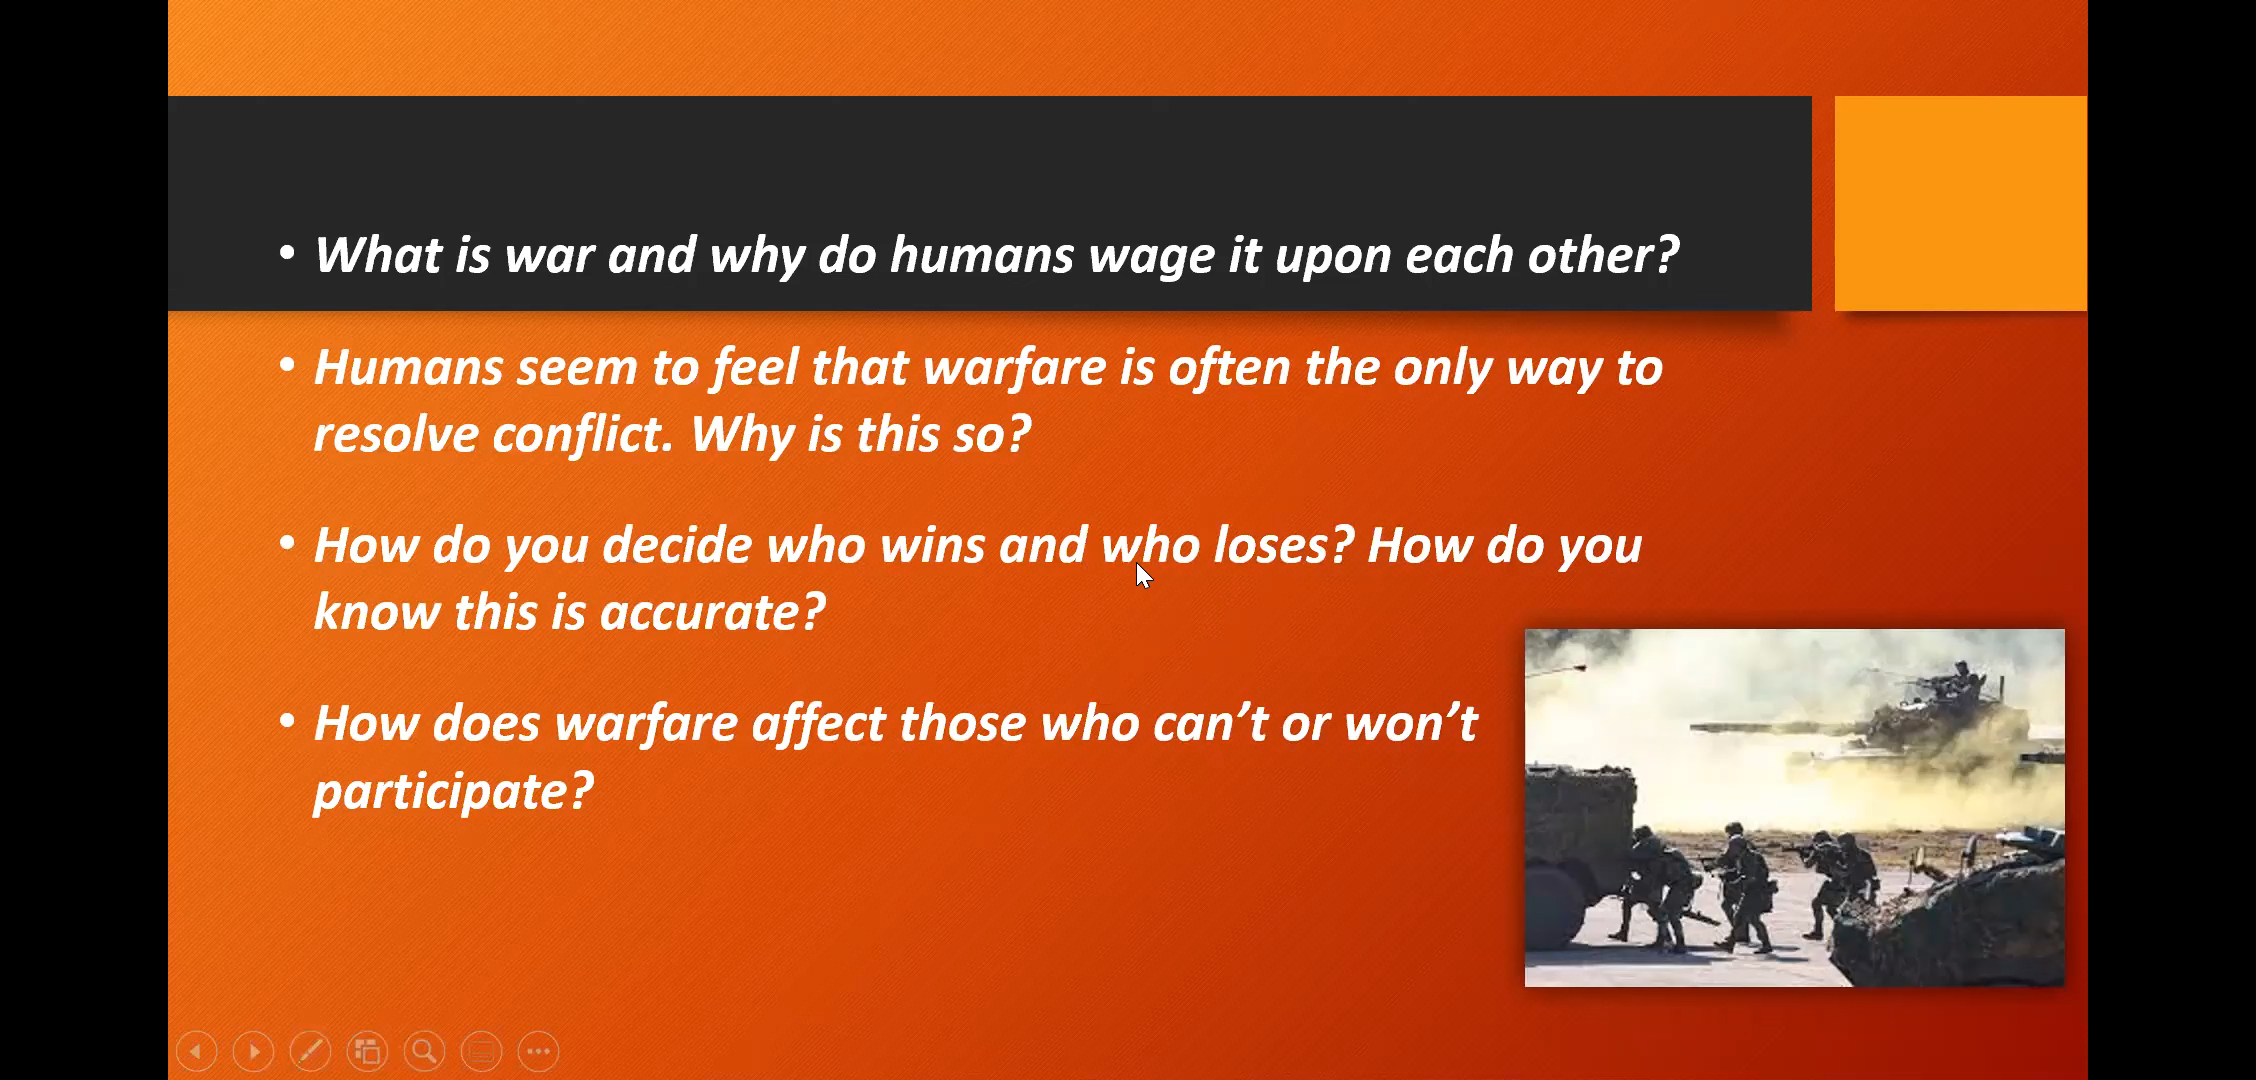 • What is war and why do humans wage it upon each other?
• Humans seem to feel that warfare is often the only way to
resolve conflict. Why is this so?
• How do you decide who wins and who loses? How do you
know this is accurate?
• How does warfare affect those who can’t or won’t
participate?